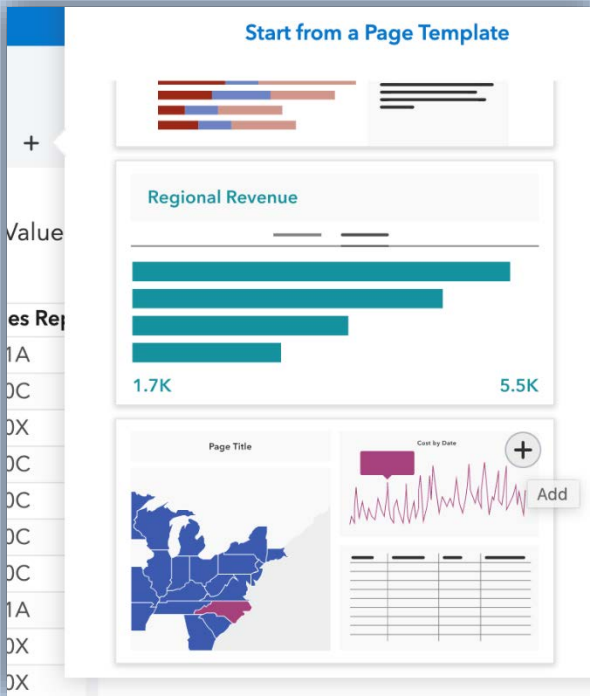 Start from a Page Template
+
Value
Regional Revenue
1.7K 5.5K
es Rep
1A
0C
0X
0C
0C
0C
0C
1A
0X
0X
Page Title
Cost by Date
+
Add